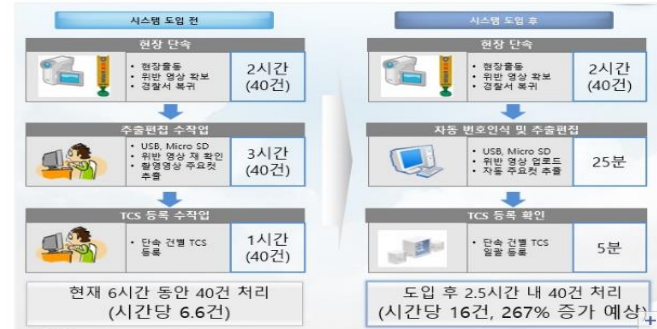 시스템 도입 전
현장 단속
• 현장출동
• 위반 영상 확보
• 경찰서 복귀
2시간
(40건)
추출편집 수작업
• USB, Micro SD
• 위반 영상 재 확인
• 촬영영상 주요컷
추출
3시간
(40건)
TCS 등록 수작업
• 단속 건별 TCS
등록
1시간
(40건)
현재 6시간 동안 40건 처리
(시간당 6.6건)
시스템 도입 후
현장 단속
• 현장출동
• 위반 영상 확보
• 경찰서 복귀
2시간
(40건)
자동 번호인식 및 추출편집
• USB, Micro SD
• 위반 영상 업로드
• 자동 주요컷 추출
25분
TCS 등록 확인
• 단속 건별 TCS
일괄 등록
5분
도입 후 2.5시간 내 40건 처리
(시간당 16건, 267% 증가 예상)